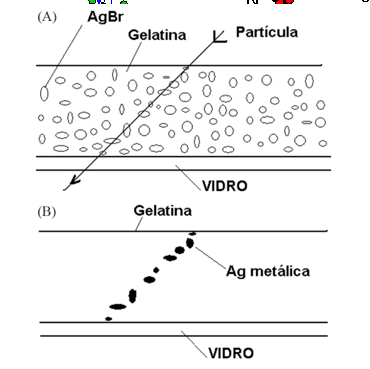 (A)
AgBr
Gelatina
Partícula
VIDRO
(B)
Gelatina
Ag metálica
VIDRO